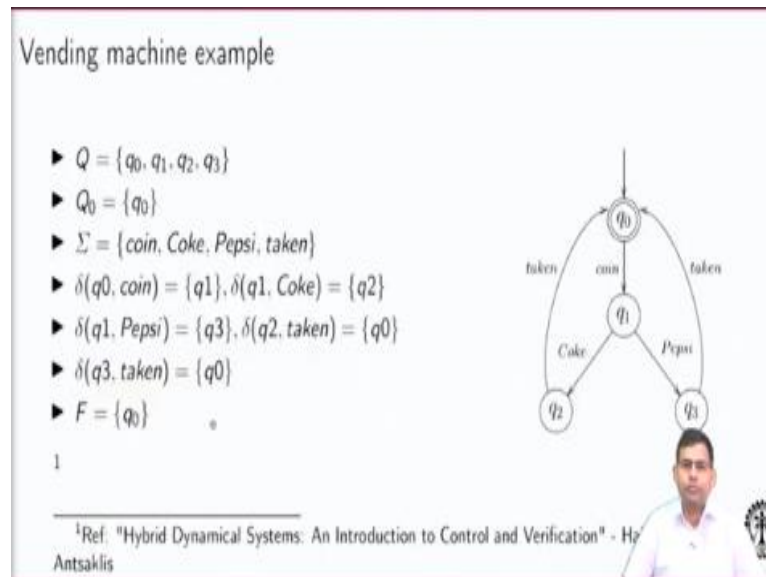 Vending machine example
▶ Q = {q₀, q₁, q₂, q₃}
▶ Q₀ = {q₀}
▶ Σ = {coin, Coke, Pepsi, taken}
▶ δ(q0, coin) = {q1}, δ(q1, Coke) = {q2}
▶ δ(q1, Pepsi) = {q3}, δ(q2, taken) = {q0}
▶ δ(q3, taken) = {q0}
▶ F = {q₀}
1
q₀
taken coin taken
q₁
Coke Pepsi
q₂ q₃
¹Ref: "Hybrid Dynamical Systems: An Introduction to Control and Verification" - Ha
Antsaklis